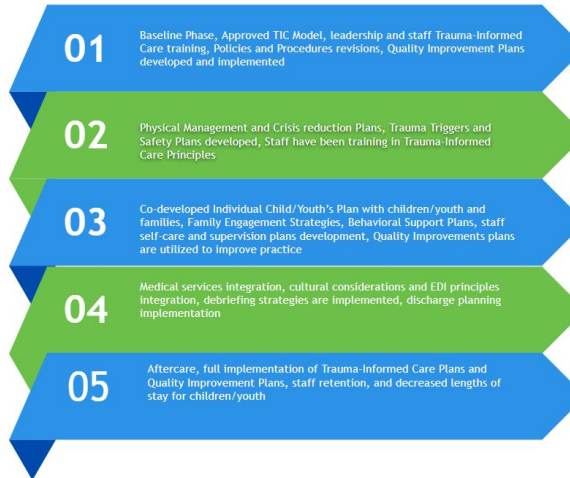 01
Baseline Phase, Approved TIC Model, leadership and staff Trauma-Informed
Care training, Policies and Procedures revisions, Quality Improvement Plans
developed and implemented
02
Physical Management and Crisis reduction Plans, Trauma Triggers and
Safety Plans developed, Staff have been training in Trauma-Informed
Care Principles
03
Co-developed Individual Child/Youth's Plan with children/youth and
families, Family Engagement Strategies, Behavioral Support Plans, staff
self-care and supervision plans development, Quality Improvements plans
are utilized to improve practice
04
Medical services integration, cultural considerations and EDI principles
integration, debriefing strategies are implemented, discharge planning
implementation
05
Aftercare, full implementation of Trauma-Informed Care Plans and
Quality Improvement Plans, staff retention, and decreased lengths of
stay for children/youth